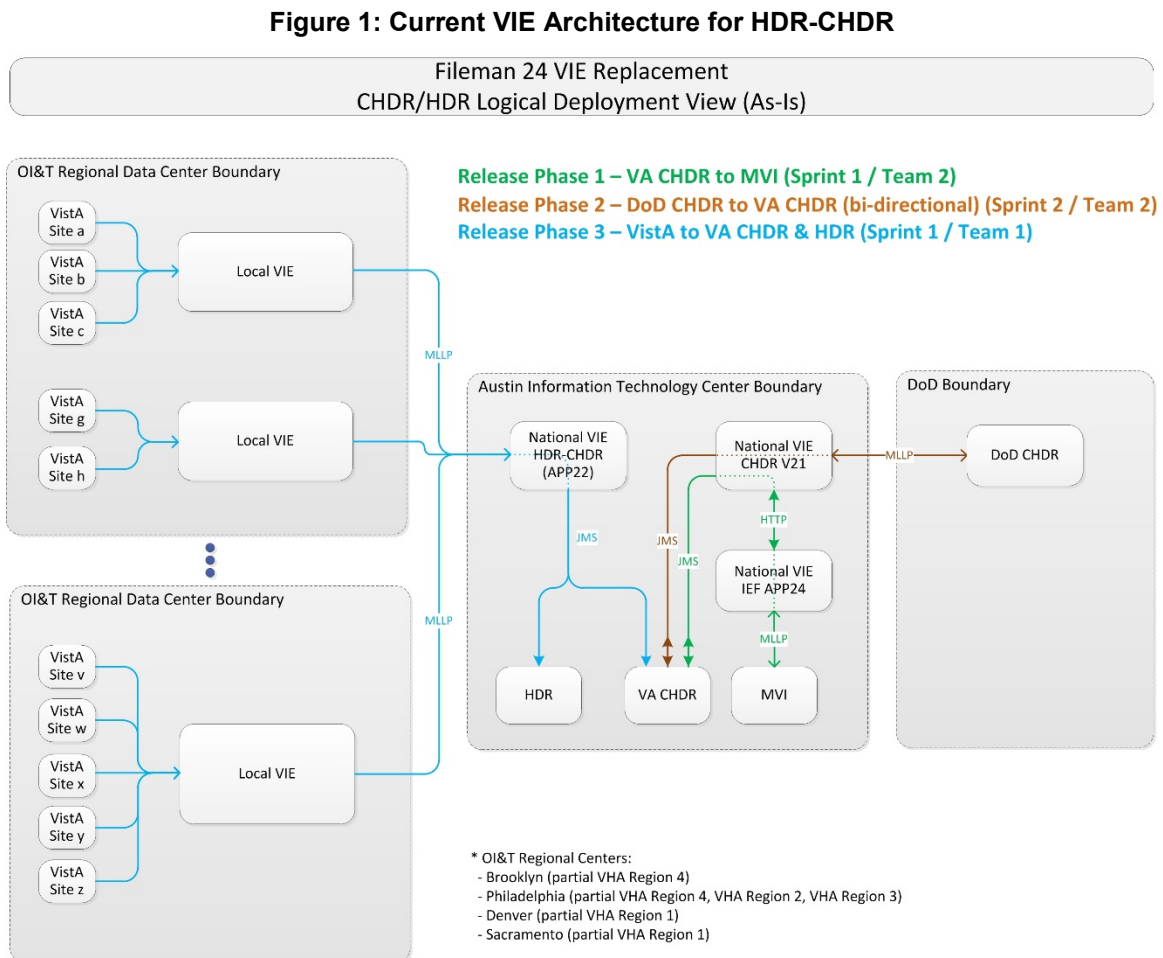 Figure 1: Current VIE Architecture for HDR-CHDR
Fileman 24 VIE Replacement
CHDR/HDR Logical Deployment View (As-Is)
OI&T Regional Data Center Boundary
VistA
Site a
VistA
Site b
VistA
Site c
Local VIE
VistA
Site g
VistA
Site h
Local VIE
Release Phase 1 – VA CHDR to MVI (Sprint 1 / Team 2)
Release Phase 2 – DoD CHDR to VA CHDR (bi-directional) (Sprint 2 / Team 2)
Release Phase 3 – VistA to VA CHDR & HDR (Sprint 1 / Team 1)
MLLP
OI&T Regional Data Center Boundary
VistA
Site v
VistA
Site w
VistA
Site x
VistA
Site y
VistA
Site z
Local VIE
MLLP
Austin Information Technology Center Boundary
National VIE
HDR-CHDR
(APP22)
National VIE
CHDR V21
JMS
JMS
JMS
HTTP
National VIE
IEF APP24
MLLP
HDR
VA CHDR
MVI
MLLP
DoD Boundary
DoD CHDR
* OI&T Regional Centers:
- Brooklyn (partial VHA Region 4)
- Philadelphia (partial VHA Region 4, VHA Region 2, VHA Region 3)
- Denver (partial VHA Region 1)
- Sacramento (partial VHA Region 1)